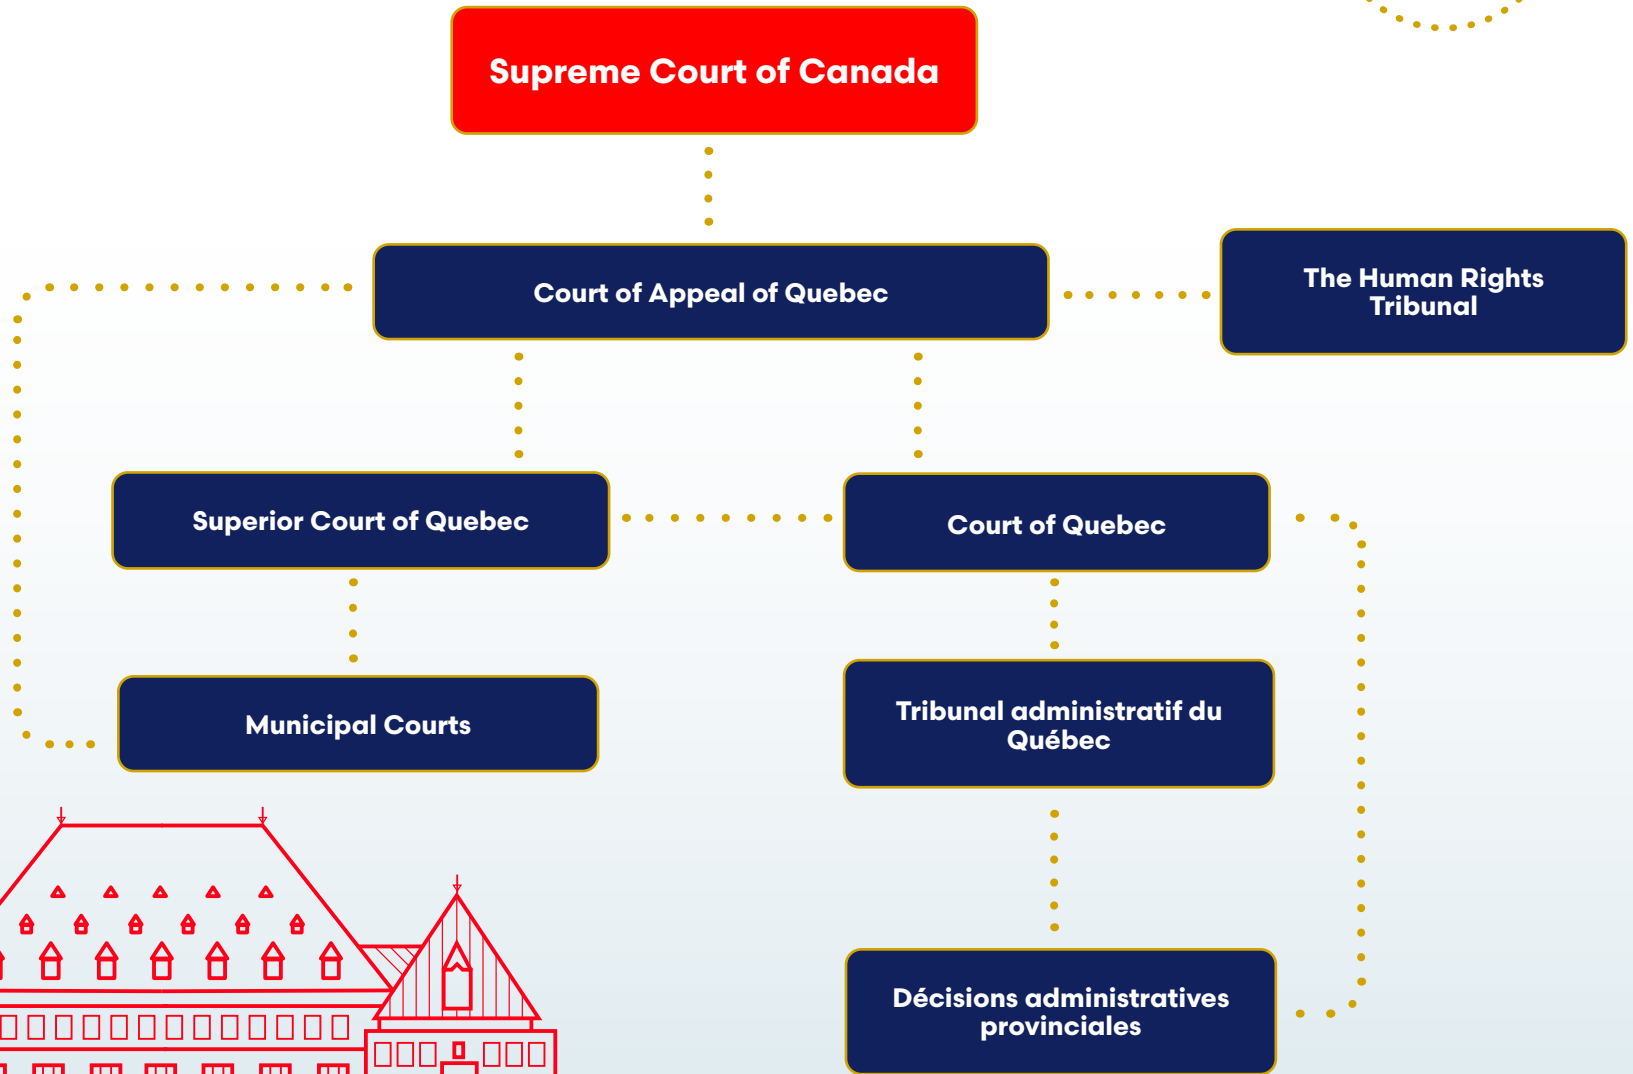 Supreme Court of Canada
Court of Appeal of Quebec
The Human Rights
Tribunal
Superior Court of Quebec
Court of Quebec
Municipal Courts
Tribunal administratif du
Québec
Décisions administratives
provinciales